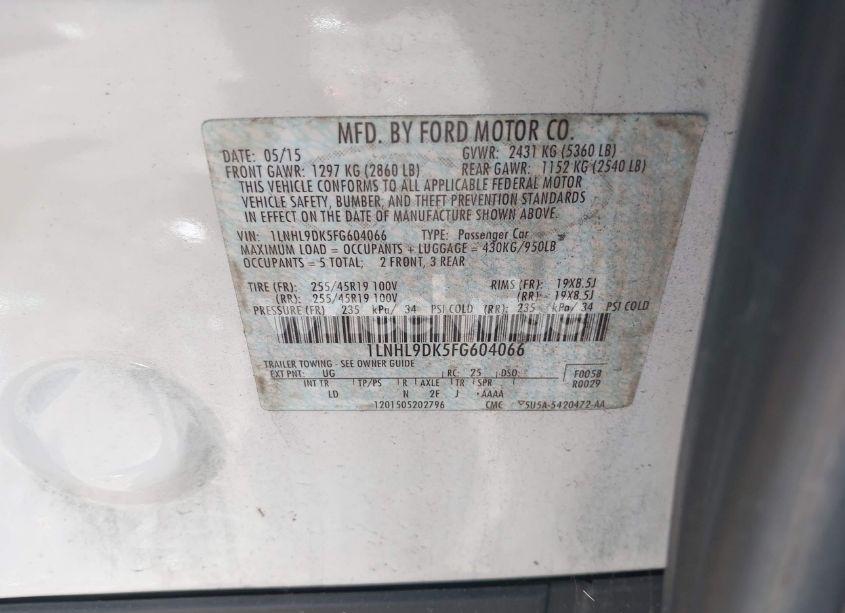 MFD. BY FORD MOTOR CO.
DATE: 05/15 GVWR: 2431 KG (5360 LB)
FRONT GAWR: 1297 KG (2860 LB) REAR GAWR: 1152 KG (2540 LB)
THIS VEHICLE CONFORMS TO ALL APPLICABLE FEDERAL MOTOR
VEHICLE SAFETY, BUMPER, AND THEFT PREVENTION STANDARDS
IN EFFECT ON THE DATE OF MANUFACTURE SHOWN ABOVE.
VIN: 1LNHL9DK5FG604066 TYPE: Passenger Car
MAXIMUM LOAD = OCCUPANTS + LUGGAGE = 430KG/950LB
OCCUPANTS = 5 TOTAL; 2 FRONT, 3 REAR
TIRE (FR): 255/45R19 100V RIMS (FR): 19X8.5J
(RR): 255/45R19 100V (RR): 19X8.5J
PRESSURE (FR) 235 kPa/ 34 PSI COLD (RR): 235 kPa/ 34 PSI COLD
1LNHL9DK5FG604066
TRAILER TOWING - SEE OWNER GUIDE
EXT PNT: UG RC: 25 DSO: F0058
INT TR TP/PS R AXLE TR SPR R0029
LD N 2F J AAAA
1201505202796 CMC 5U5A-5420472-AA